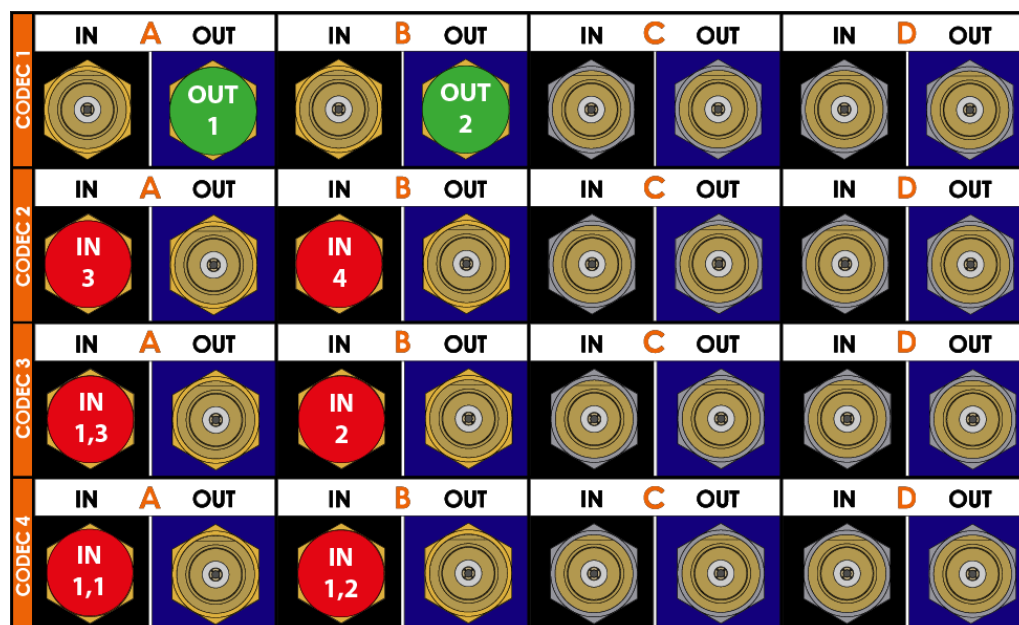 CODEC 1
IN A OUT IN B OUT IN C OUT IN D OUT
OUT
1
OUT
2
CODEC 2
IN A OUT IN B OUT IN C OUT IN D OUT
IN
3
IN
4
CODEC 3
IN A OUT IN B OUT IN C OUT IN D OUT
IN
1,3
IN
2
CODEC 4
IN A OUT IN B OUT IN C OUT IN D OUT
IN
1,1
IN
1,2